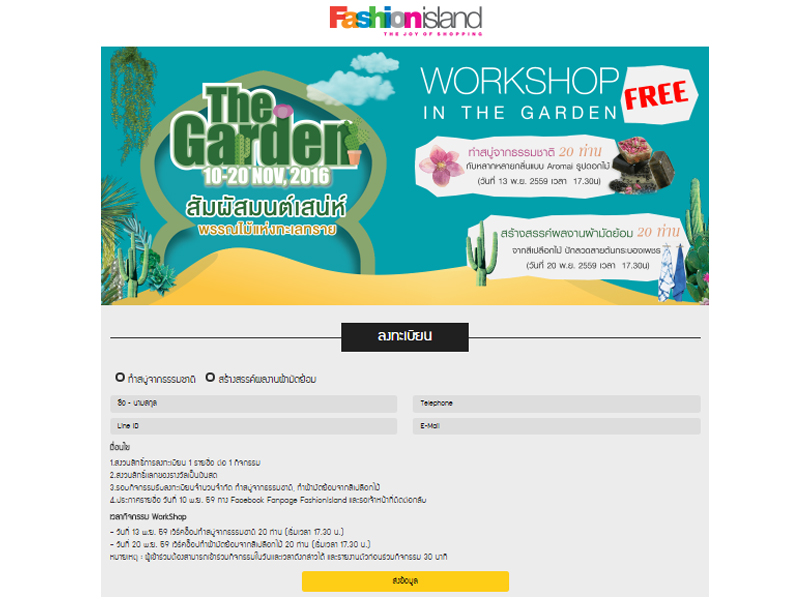 Fashionisland
THE JOY OF SHOPPING
The
Garden
10-20 NOV, 2016
สัมผัสมนต์เสน่ห์
พรรณไม้แห่งทะเลทราย
WORKSHOP
IN THE GARDEN
FREE
ทำสบู่จากธรรมชาติ 20 ท่าน
กับหลากหลายกลิ่นแบบ Aromai รูปดอกไม้
(วันที่ 13 พ.ย. 2559 เวลา 17.30น)
สร้างสรรค์ผลงานผ้ามัดย้อม 20 ท่าน
จากสีเปลือกไม้ ปักลวดลายต้นกระบองเพชร
(วันที่ 20 พ.ย. 2559 เวลา 17.30น)
ลงทะเบียน
ทำสบู่จากธรรมชาติ สร้างสรรค์ผลงานผ้ามัดย้อม
ชื่อ - นามสกุล
Telephone
Line ID
E-Mail
เงื่อนไข
1.สงวนสิทธิ์การลงทะเบียน 1 รายชื่อ ต่อ 1 กิจกรรม
2.สงวนสิทธิ์แลกของรางวัลเป็นเงินสด
3.รอบกิจกรรมรับลงทะเบียนจำนวนจำกัด ทำสบู่จากธรรมชาติ, ทำผ้ามัดย้อมจากสีเปลือกไม้
4.ประกาศรายชื่อ วันที่ 10 พ.ย. 59 ทาง Facebook Fanpage FashionIsland และรอเจ้าหน้าที่ติดต่อกลับ
เวลากิจกรรม WorkShop
- วันที่ 13 พ.ย. 59 เวิร์คช็อปทำสบู่จากธรรมชาติ 20 ท่าน (เริ่มเวลา 17.30 น.)
- วันที่ 20 พ.ย. 59 เวิร์คช็อปทำผ้ามัดย้อมจากสีเปลือกไม้ 20 ท่าน (เริ่มเวลา 17.30 น.)
หมายเหตุ : ผู้เข้าร่วมต้องสามารถเข้าร่วมกิจกรรมในวันและเวลาดังกล่าวได้ และรายงานตัวก่อนร่วมกิจกรรม 30 นาที
ส่งข้อมูล